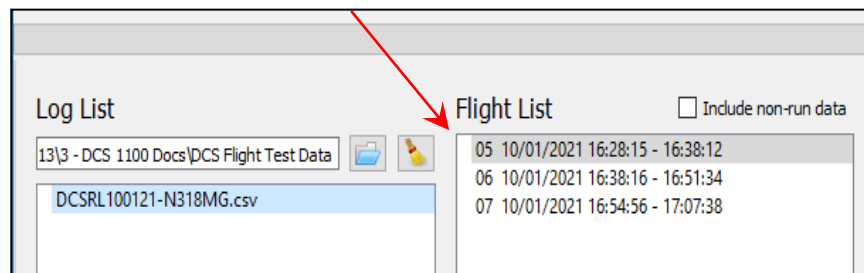 Log List
13\3 - DCS 1100 Docs\DCS Flight Test Data
DCSRL100121-N318MG.csv
Flight List
Include non-run data
05 10/01/2021 16:28:15 - 16:38:12
06 10/01/2021 16:38:16 - 16:51:34
07 10/01/2021 16:54:56 - 17:07:38